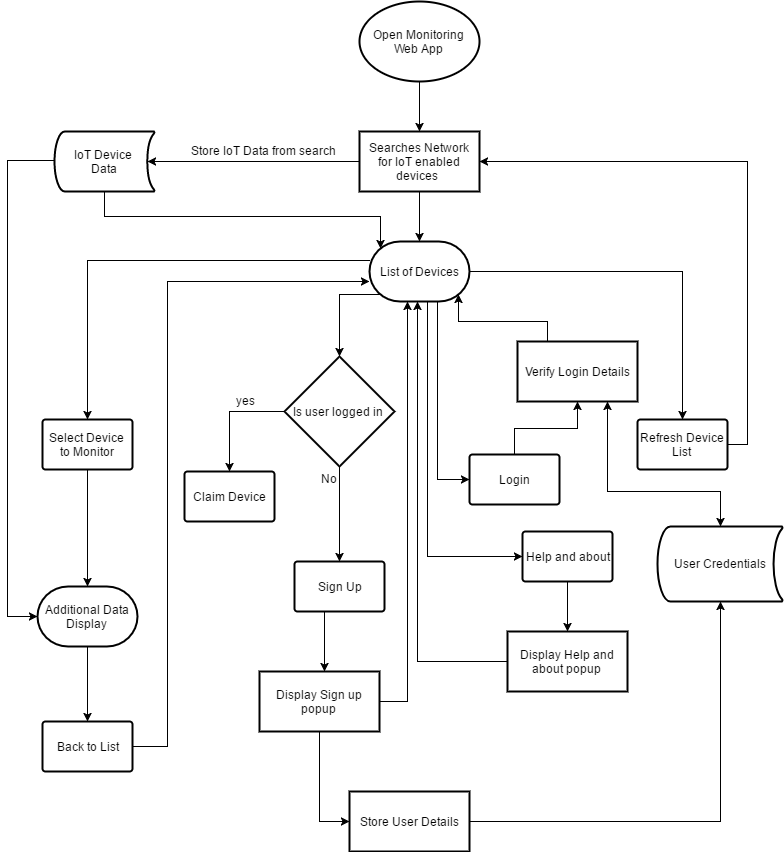 Open Monitoring
Web App
Store IoT Data from search
IoT Device
Data
Searches Network
for IoT enabled
devices
List of Devices
Verify Login Details
yes
Is user logged in
Select Device
to Monitor
Refresh Device
List
No
Login
Claim Device
Help and about
User Credentials
Sign Up
Additional Data
Display
Display Help and
about popup
Display Sign up
popup
Back to List
Store User Details